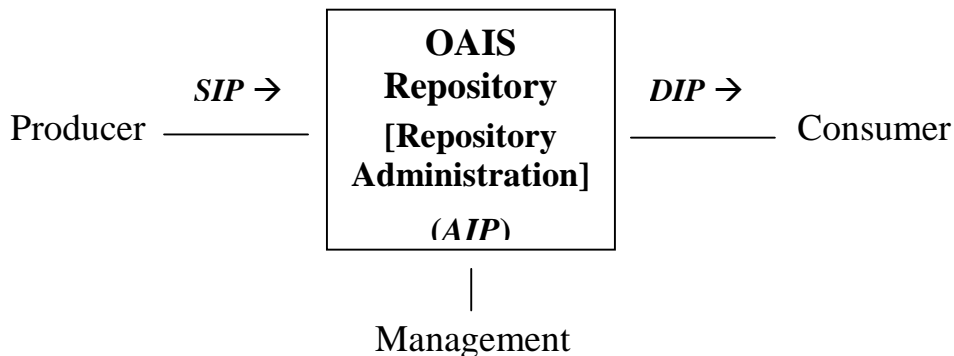 OAIS
Repository
SIP →
DIP →
Producer
[Repository
Administration]
Consumer
(AIP)
Management